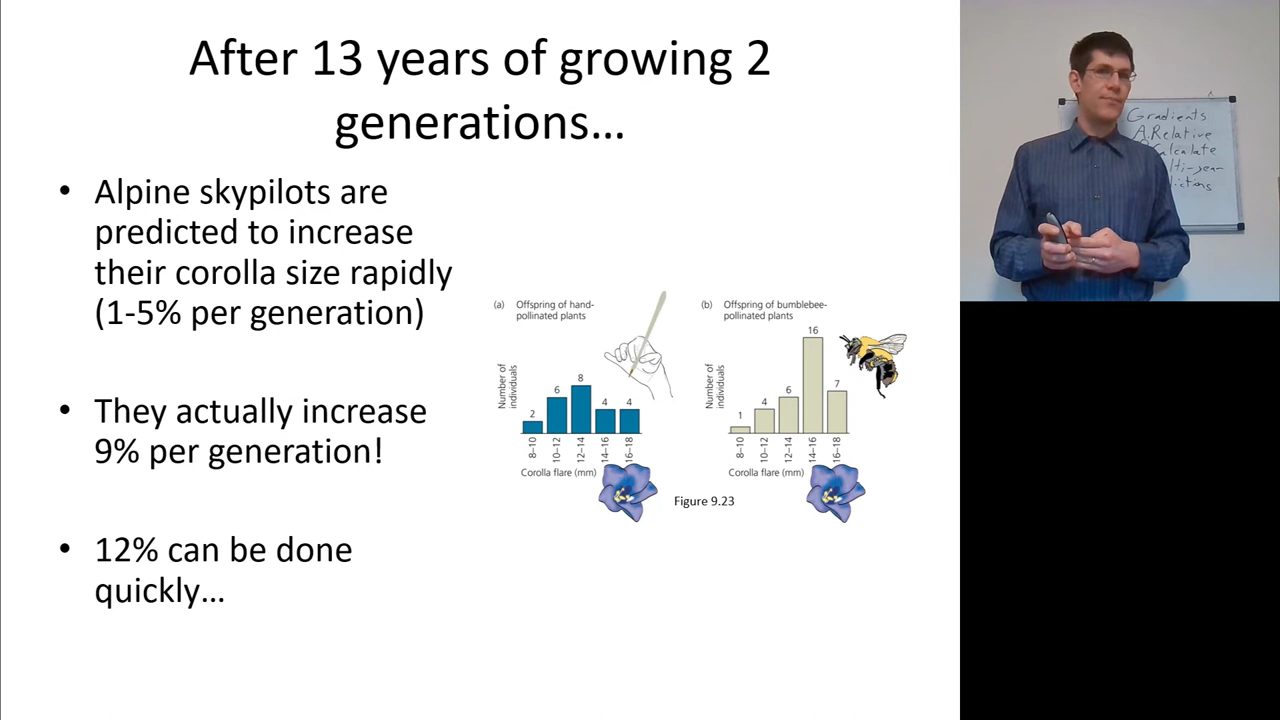 After 13 years of growing 2
generations…
• Alpine skypilots are
predicted to increase
their corolla size rapidly
(1-5% per generation)
• They actually increase
9% per generation!
• 12% can be done
quickly…
(a) Offspring of hand-
pollinated plants
Number of
individuals
2
6
8
4
4
8–10
10–12
12–14
14–16
16–18
Corolla flare (mm)
(b) Offspring of bumblebee-
pollinated plants
Number of
individuals
1
4
6
16
7
8–10
10–12
12–14
14–16
16–18
Corolla flare (mm)
Figure 9.23
Gradients
A. Relative
Calculate